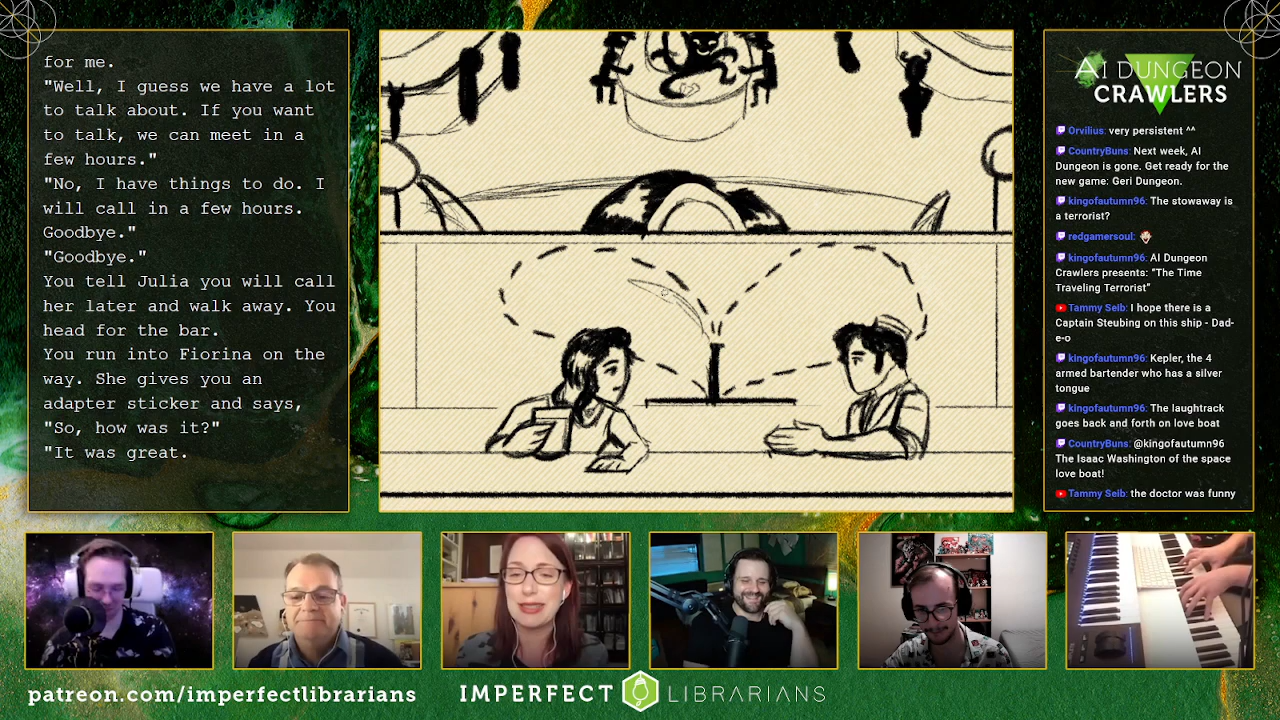 for me.
"Well, I guess we have a lot
to talk about. If you want
to talk, we can meet in a
few hours."
"No, I have things to do. I
will call in a few hours.
Goodbye."
"Goodbye."
You tell Julia you will call
her later and walk away. You
head for the bar.
You run into Fiorina on the
way. She gives you an
adapter sticker and says,
"So, how was it?"
"It was great.
AI DUNGEON
CRAWLERS
Orvilius: very persistent ^^
CountryBuns: Next week, AI
Dungeon is gone. Get ready for the
new game: Geri Dungeon.
kingofautumn96: The stowaway is
a terrorist?
redgamersoul:
kingofautumn96: AI Dungeon
Crawlers presents: “The Time
Traveling Terrorist”
Tammy Seib: I hope there is a
Captain Steubing on this ship - Dad-
e-o
kingofautumn96: Kepler, the 4
armed bartender who has a silver
tongue
kingofautumn96: The laughtrack
goes back and forth on love boat
CountryBuns: @kingofautumn96
The Isaac Washington of the space
love boat!
Tammy Seib: the doctor was funny
patreon.com/imperfectlibrarians
IMPERFECT LIBRARIANS